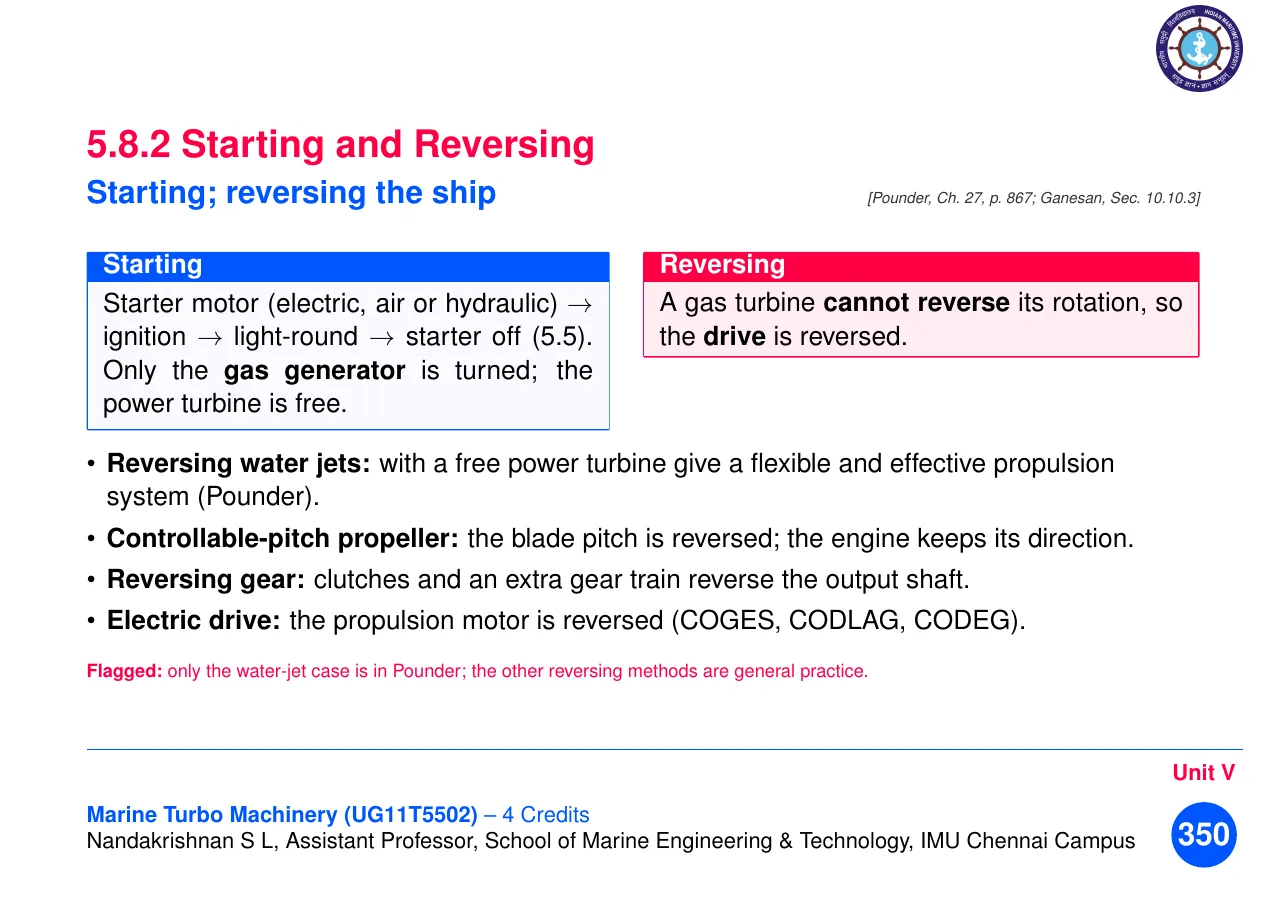 INDIAN MARITIME UNIVERSITY
5.8.2 Starting and Reversing
Starting; reversing the ship
[Pounder, Ch. 27, p. 867; Ganesan, Sec. 10.10.3]
Starting
Starter motor (electric, air or hydraulic) →
ignition → light-round → starter off (5.5).
Only the gas generator is turned; the
power turbine is free.
Reversing
A gas turbine cannot reverse its rotation, so
the drive is reversed.
• Reversing water jets: with a free power turbine give a flexible and effective propulsion
system (Pounder).
• Controllable-pitch propeller: the blade pitch is reversed; the engine keeps its direction.
• Reversing gear: clutches and an extra gear train reverse the output shaft.
• Electric drive: the propulsion motor is reversed (COGES, CODLAG, CODEG).
Flagged: only the water-jet case is in Pounder; the other reversing methods are general practice.
Unit V
Marine Turbo Machinery (UG11T5502) – 4 Credits
Nandakrishnan S L, Assistant Professor, School of Marine Engineering & Technology, IMU Chennai Campus
350